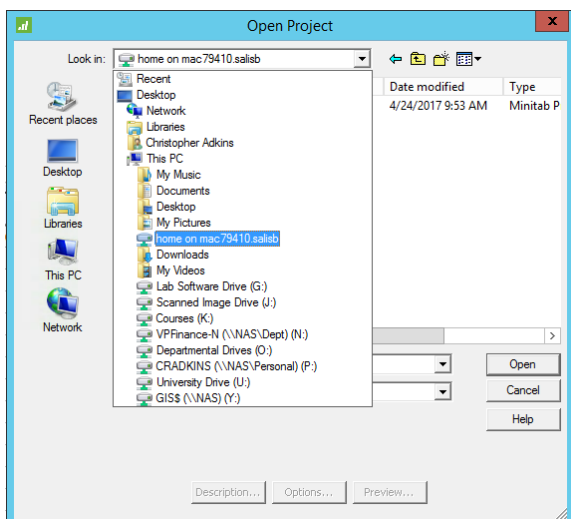 Open Project
x
Look in: home on mac79410.salisb
Recent
Desktop
Network
Libraries
Christopher Adkins
This PC
My Music
Documents
Desktop
My Pictures
home on mac79410.salisb
Downloads
My Videos
Lab Software Drive (G:)
Scanned Image Drive (J:)
Courses (K:)
VPFinance-N (\\NAS\Dept) (N:)
Departmental Drives (O:)
CRADKINS (\\NAS\Personal) (P:)
University Drive (U:)
GIS$ (\\NAS) (Y:)
Recent places
Desktop
Libraries
This PC
Network
Date modified Type
4/24/2017 9:53 AM Minitab P
Open
Cancel
Help
Description... Options... Preview...